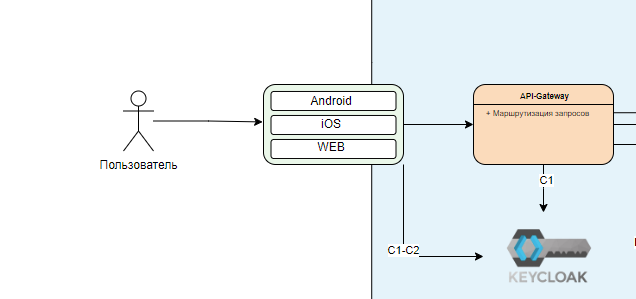 Пользователь
Android
iOS
WEB
API-Gateway
+ Маршрутизация запросов
C1
C1-C2
KEYCLOAK